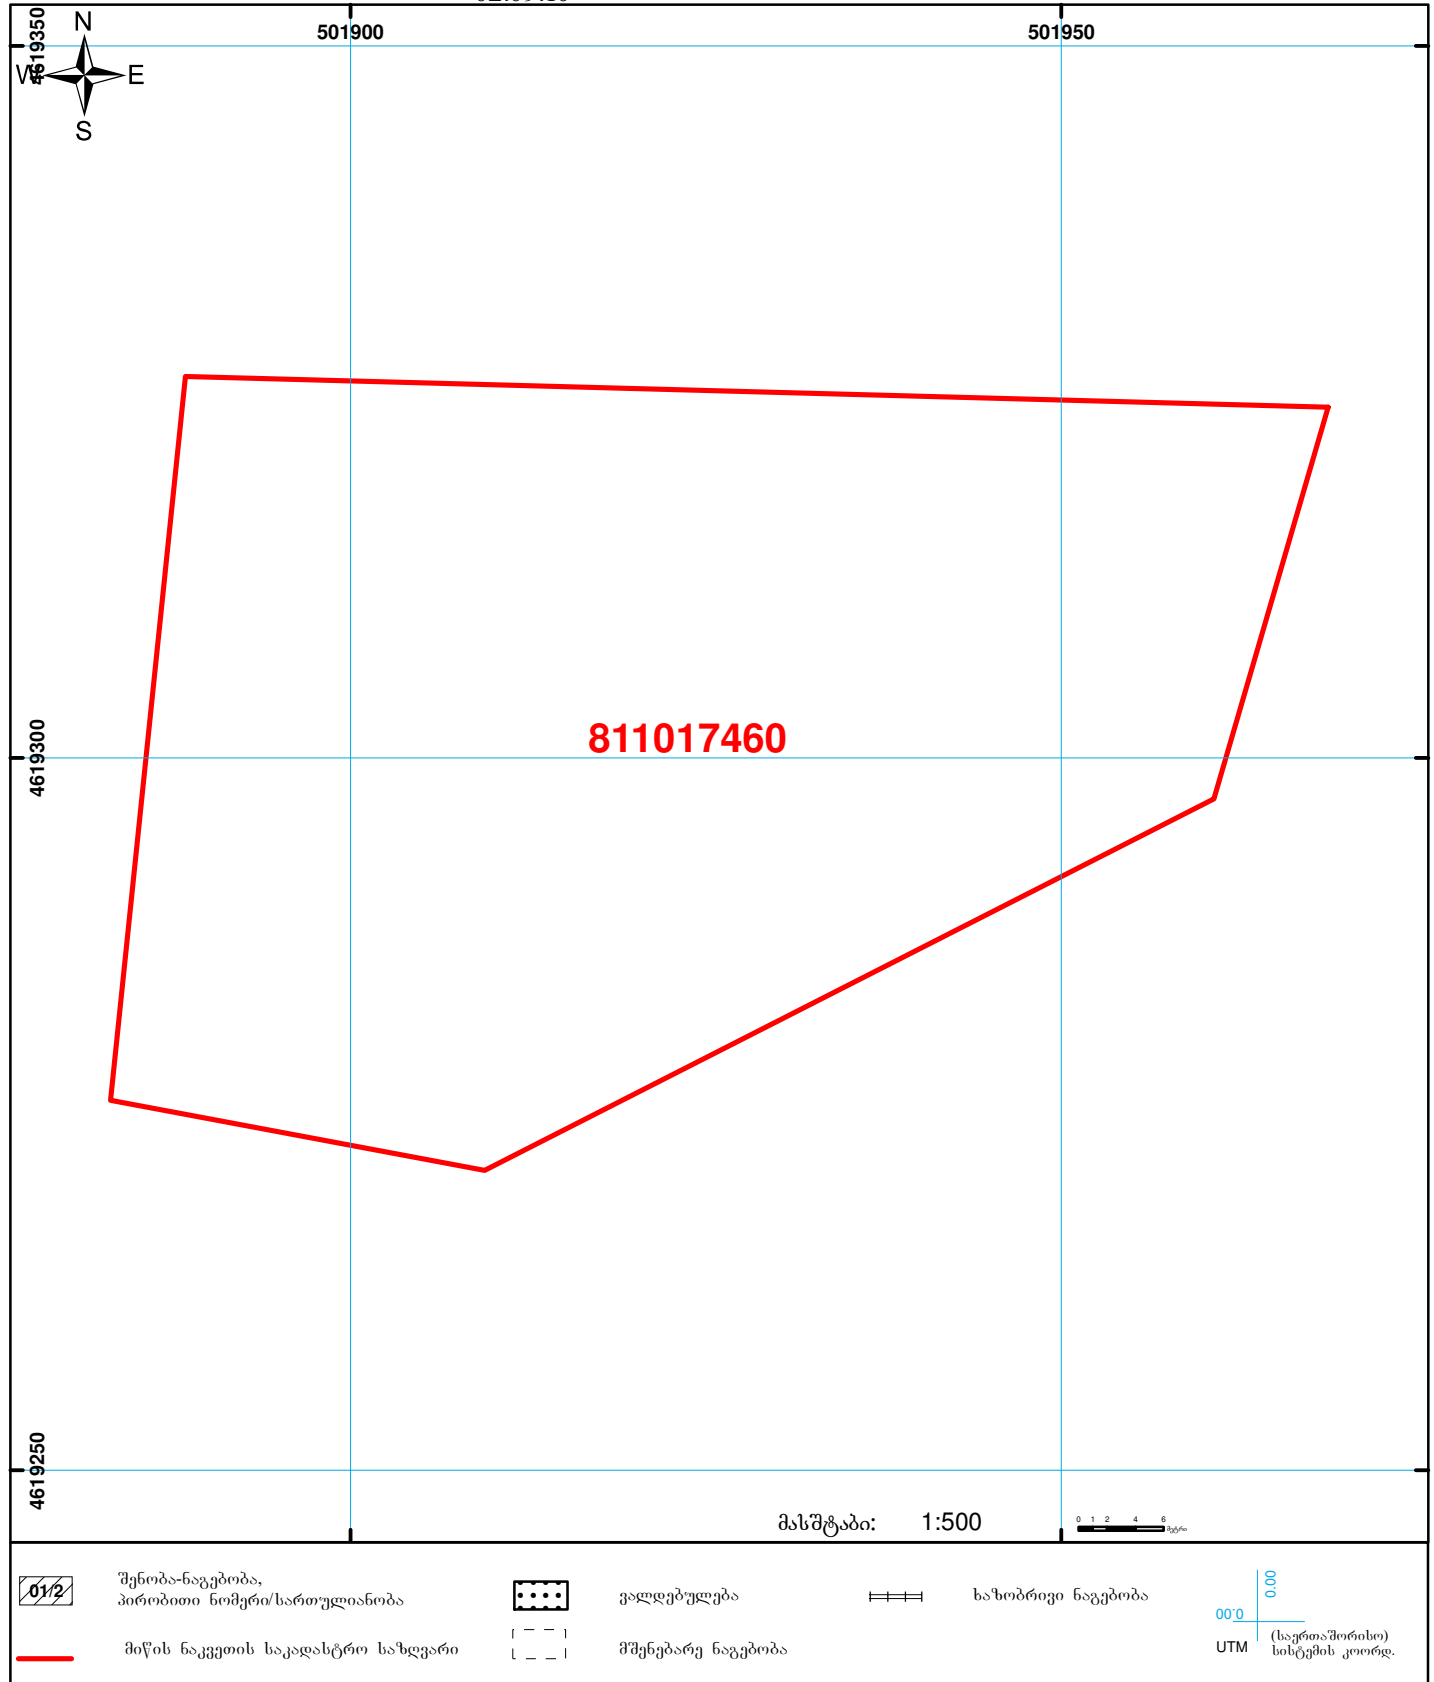 501900
501950
4619350
N
W
E
S
811017460
4619300
4619250
მასშტაბი: 1:500
0 1 2 4 6
მეტრი
01/2
შენობა-ნაგებობა,
პირობითი ნომერი/სართულიანობა
ვალდებულება
ხაზობრივი ნაგებობა
მიწის ნაკვეთის საკადასტრო საზღვარი
მშენებარე ნაგებობა
0.00
0.00
UTM
(საერთაშორისო)
სისტემის კოორდ.